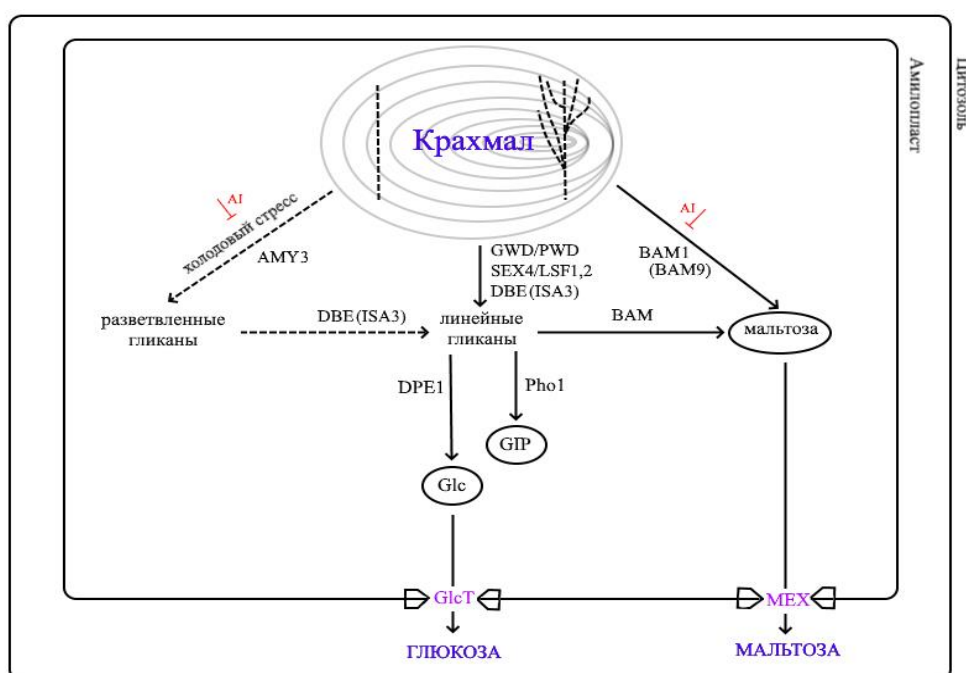 Цитозоль
Амилопласт
Крахмал
AI
холодовый стресс
AMY3
GWD/PWD
SEX4/LSF1,2
DBE(ISA3)
AI
BAM1
(BAM9)
разветвленные
гликаны
DBE(ISA3)
линейные
гликаны
BAM
мальтоза
DPE1
Pho1
GIP
Glc
GlcT
MEX
ГЛЮКОЗА
МАЛЬТОЗА